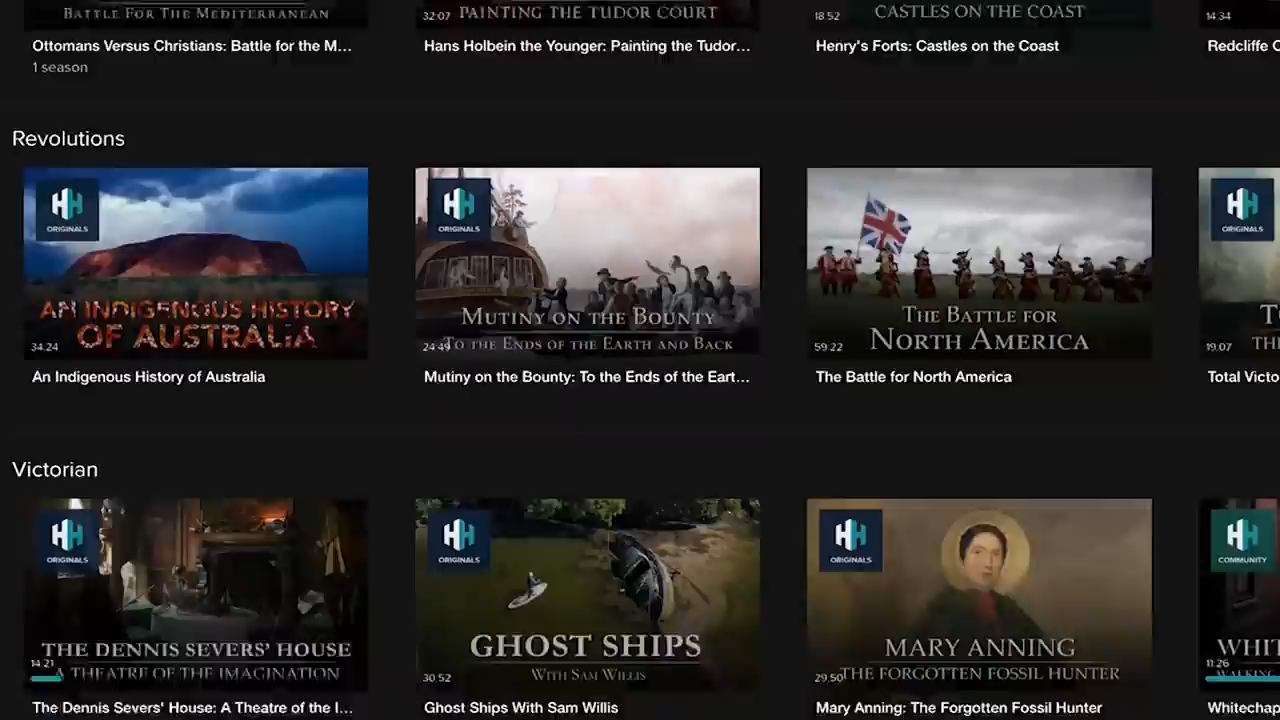 BATTLE FOR THE MEDITERRANEAN
Ottomans Versus Christians: Battle for the M...
1 season
32:07
PAINTING THE TUDOR COURT
Hans Holbein the Younger: Painting the Tudor...
18:52
CASTLES ON THE COAST
Henry's Forts: Castles on the Coast
14:34
Redcliffe C
Revolutions
ORIGINALS
AN INDIGENOUS HISTORY
OF AUSTRALIA
34:24
An Indigenous History of Australia
ORIGINALS
MUTINY ON THE BOUNTY
24:49
TO THE ENDS OF THE EARTH AND BACK
Mutiny on the Bounty: To the Ends of the Eart...
THE BATTLE FOR
NORTH AMERICA
59:22
The Battle for North America
ORIGINALS
19:07
Total Victo
Victorian
ORIGINALS
THE DENNIS SEVERS' HOUSE
14:21
A THEATRE OF THE IMAGINATION
The Dennis Severs' House: A Theatre of the I...
ORIGINALS
GHOST SHIPS
WITH SAM WILLIS
30:52
Ghost Ships With Sam Willis
ORIGINALS
MARY ANNING
29:50
THE FORGOTTEN FOSSIL HUNTER
Mary Anning: The Forgotten Fossil Hunter
COMMUNITY
WHIT
11:26
WALKING
Whitechap